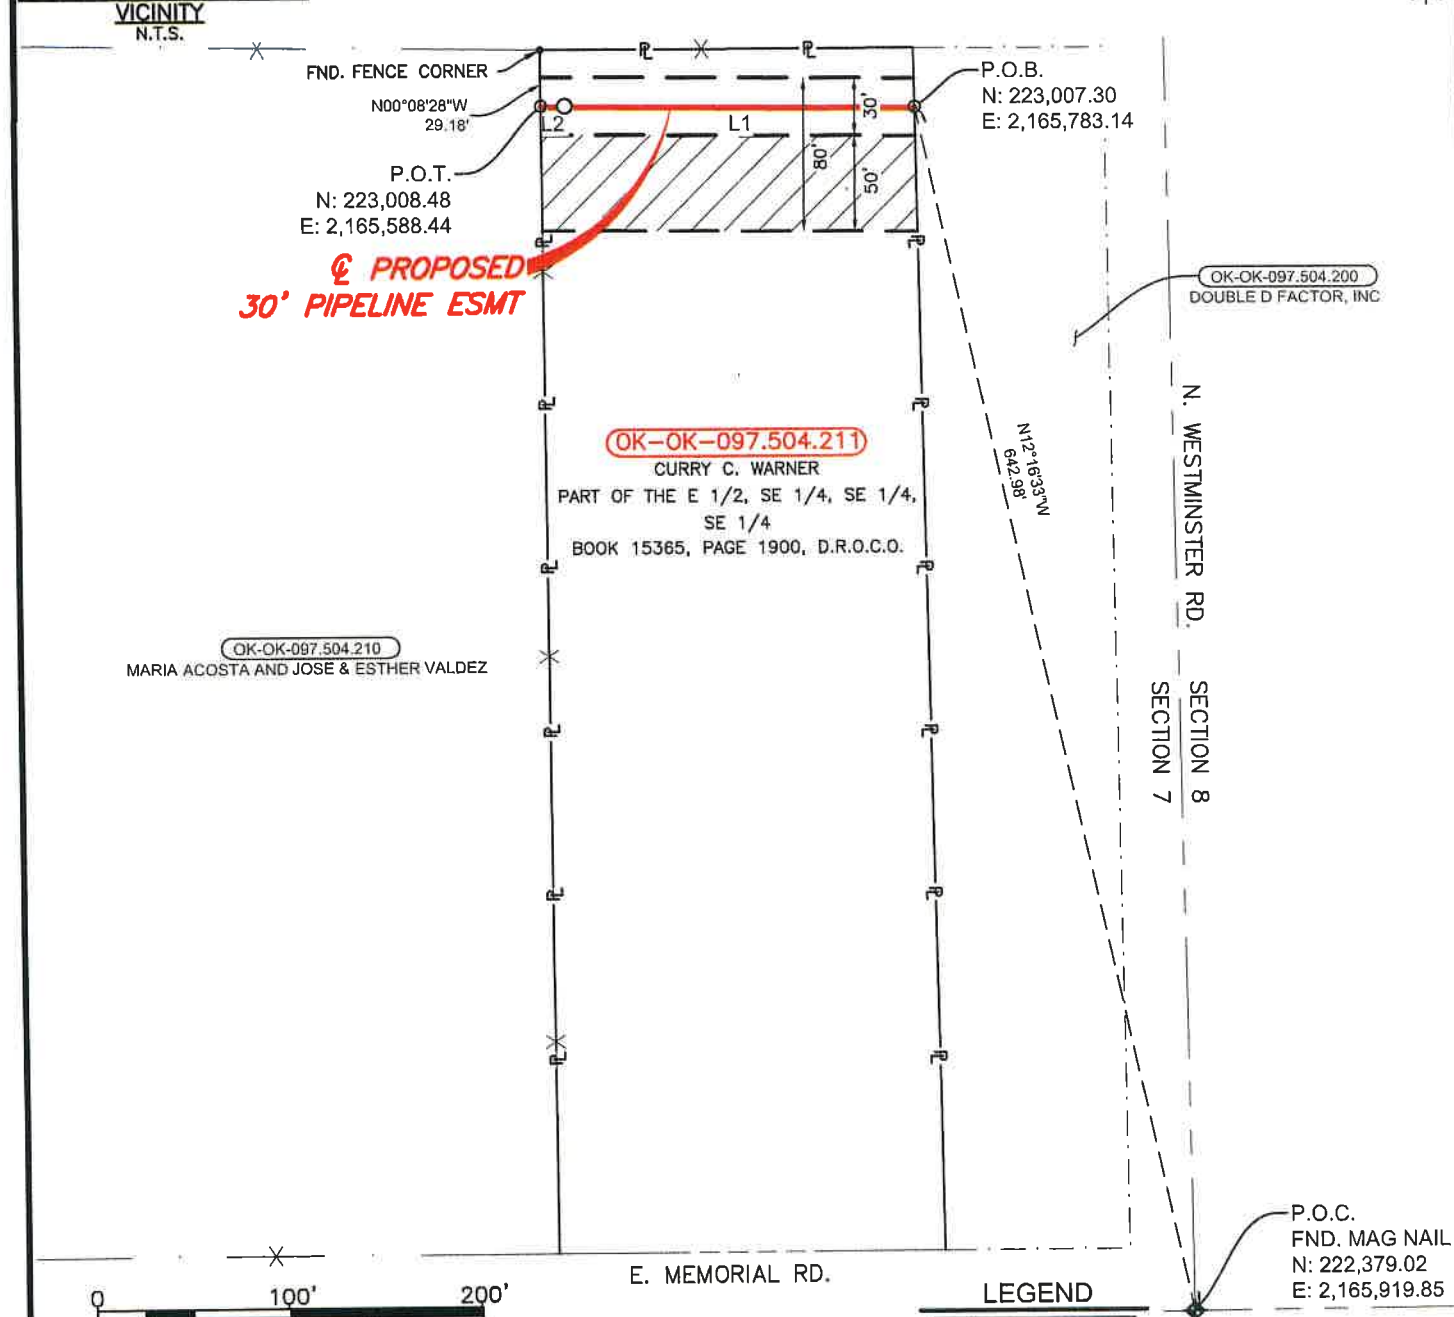 VICINITY
N.T.S.
FND. FENCE CORNER
N00°08'28"W
29.18'
P.O.T.
N: 223,008.48
E: 2,165,588.44
℄ PROPOSED
30' PIPELINE ESMT
L2
L1
30'
80'
50'
P.O.B.
N: 223,007.30
E: 2,165,783.14
OK-OK-097.504.200
DOUBLE D FACTOR, INC
OK-OK-097.504.211
CURRY C. WARNER
PART OF THE E 1/2, SE 1/4, SE 1/4,
SE 1/4
BOOK 15365, PAGE 1900, D.R.O.C.O.
N12°16'33"W
642.98'
N. WESTMINSTER RD.
SECTION 8
SECTION 7
OK-OK-097.504.210
MARIA ACOSTA AND JOSE & ESTHER VALDEZ
E. MEMORIAL RD.
P.O.C.
FND. MAG NAIL
N: 222,379.02
E: 2,165,919.85
0 100' 200'
LEGEND